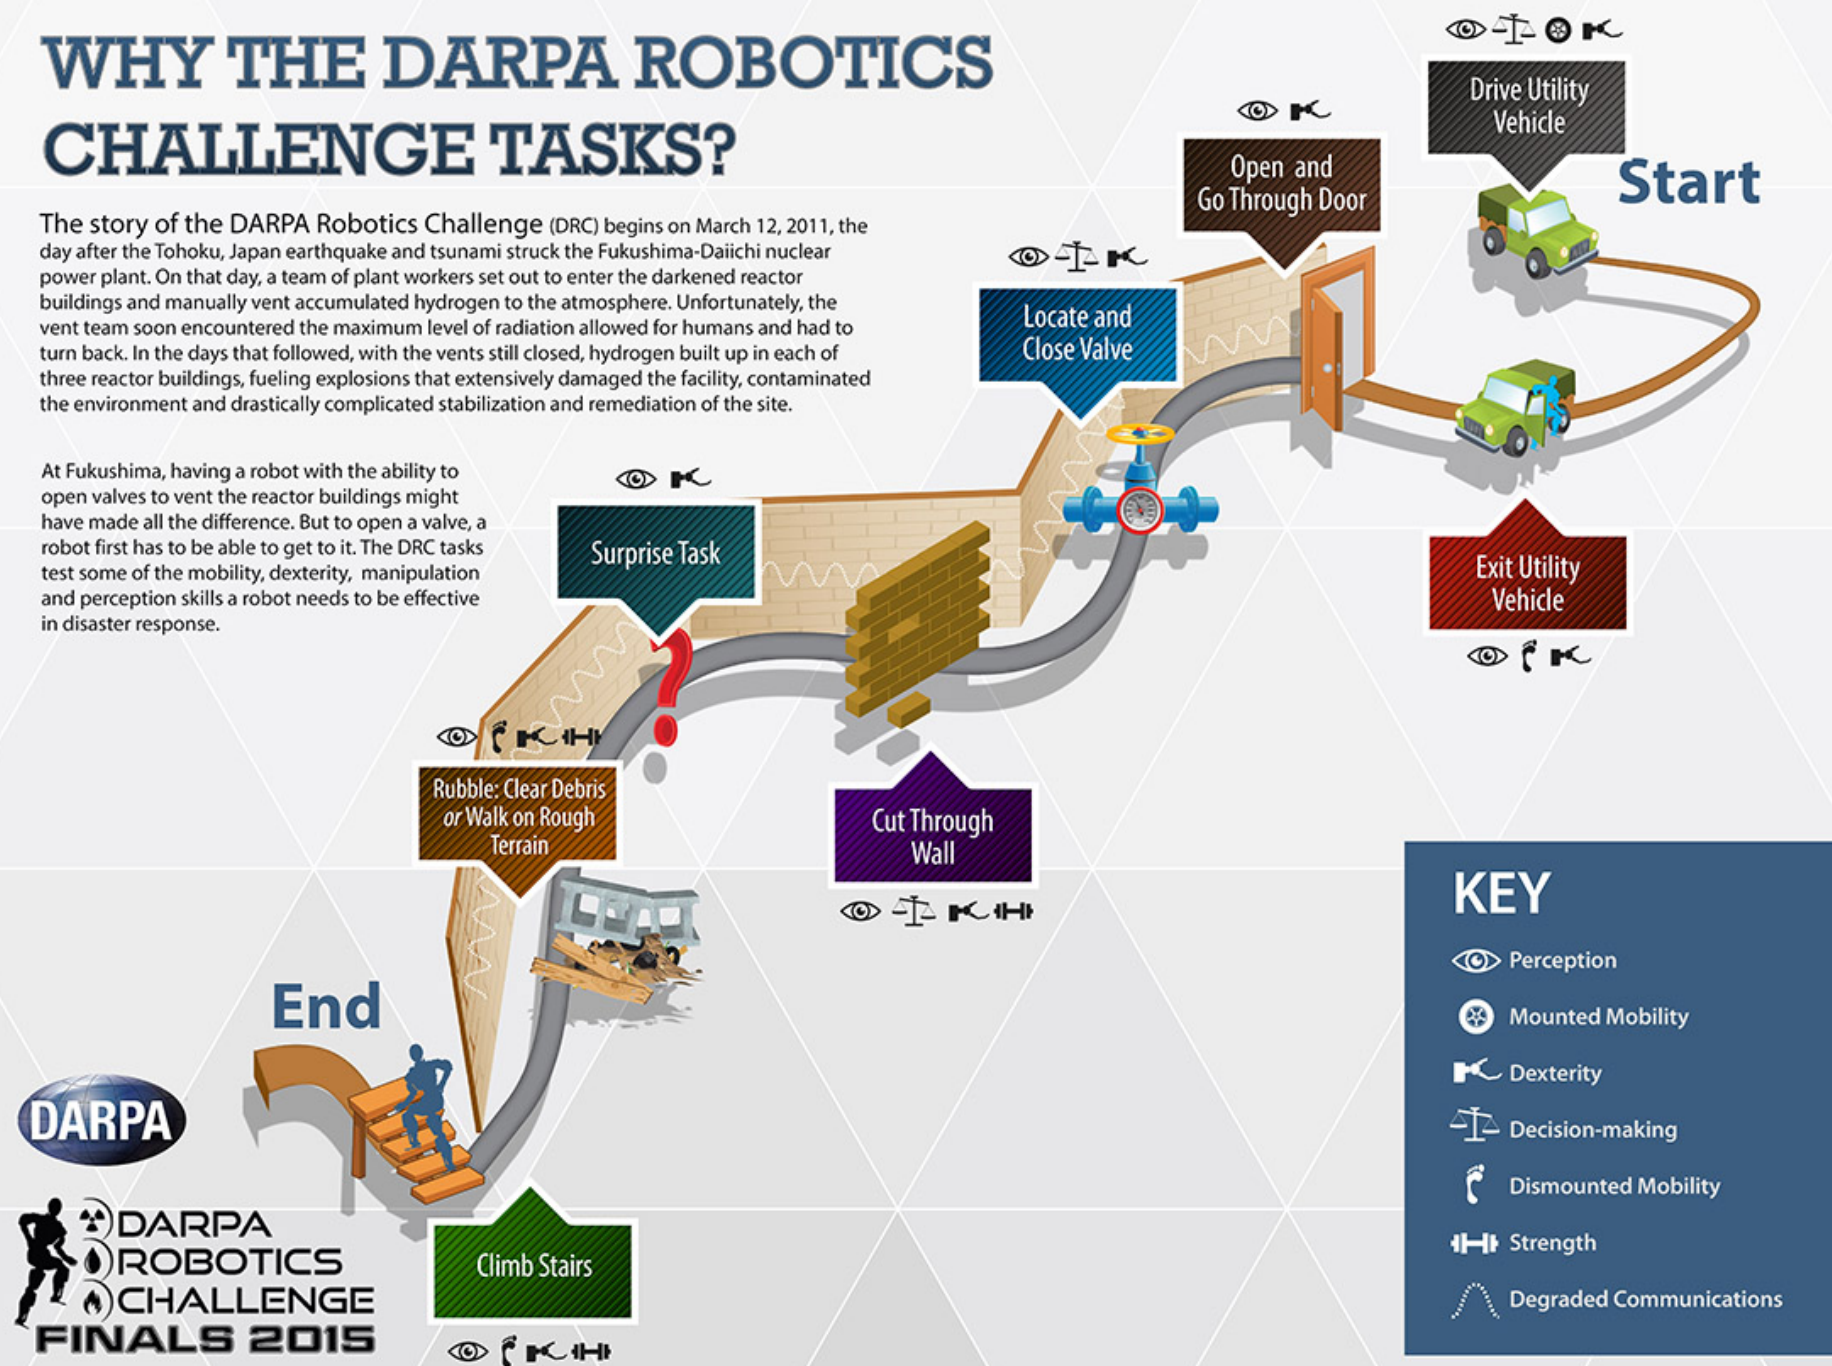 WHY THE DARPA ROBOTICS
CHALLENGE TASKS?
The story of the DARPA Robotics Challenge (DRC) begins on March 12, 2011, the
day after the Tohoku, Japan earthquake and tsunami struck the Fukushima-Daiichi nuclear
power plant. On that day, a team of plant workers set out to enter the darkened reactor
buildings and manually vent accumulated hydrogen to the atmosphere. Unfortunately, the
vent team soon encountered the maximum level of radiation allowed for humans and had to
turn back. In the days that followed, with the vents still closed, hydrogen built up in each of
three reactor buildings, fueling explosions that extensively damaged the facility, contaminated
the environment and drastically complicated stabilization and remediation of the site.
At Fukushima, having a robot with the ability to
open valves to vent the reactor buildings might
have made all the difference. But to open a valve, a
robot first has to be able to get to it. The DRC tasks
test some of the mobility, dexterity, manipulation
and perception skills a robot needs to be effective
in disaster response.
Start
Drive Utility
Vehicle
Exit Utility
Vehicle
Open and
Go Through Door
Locate and
Close Valve
Cut Through
Wall
Surprise Task
Rubble: Clear Debris
or Walk on Rough
Terrain
Climb Stairs
End
DARPA
DARPA
ROBOTICS
CHALLENGE
FINALS 2015
KEY
Perception
Mounted Mobility
Dexterity
Decision-making
Dismounted Mobility
Strength
Degraded Communications